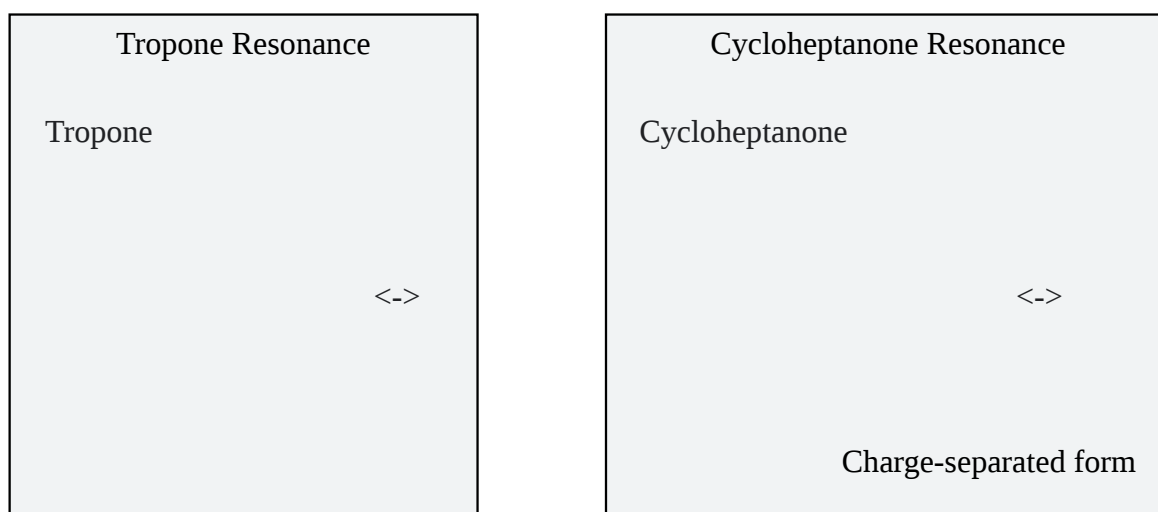 Tropone Resonance
Tropone
<->
Cycloheptanone Resonance
Cycloheptanone
<->
Charge-separated form